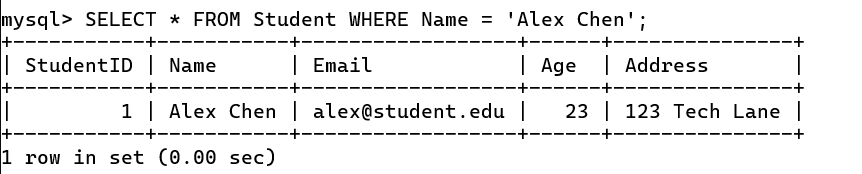 mysql> SELECT * FROM Student WHERE Name = 'Alex Chen';
+-----------+-----------+------------------+------+---------------+
| StudentID | Name      | Email            | Age  | Address       |
+-----------+-----------+------------------+------+---------------+
|         1 | Alex Chen | alex@student.edu |   23 | 123 Tech Lane |
+-----------+-----------+------------------+------+---------------+
1 row in set (0.00 sec)